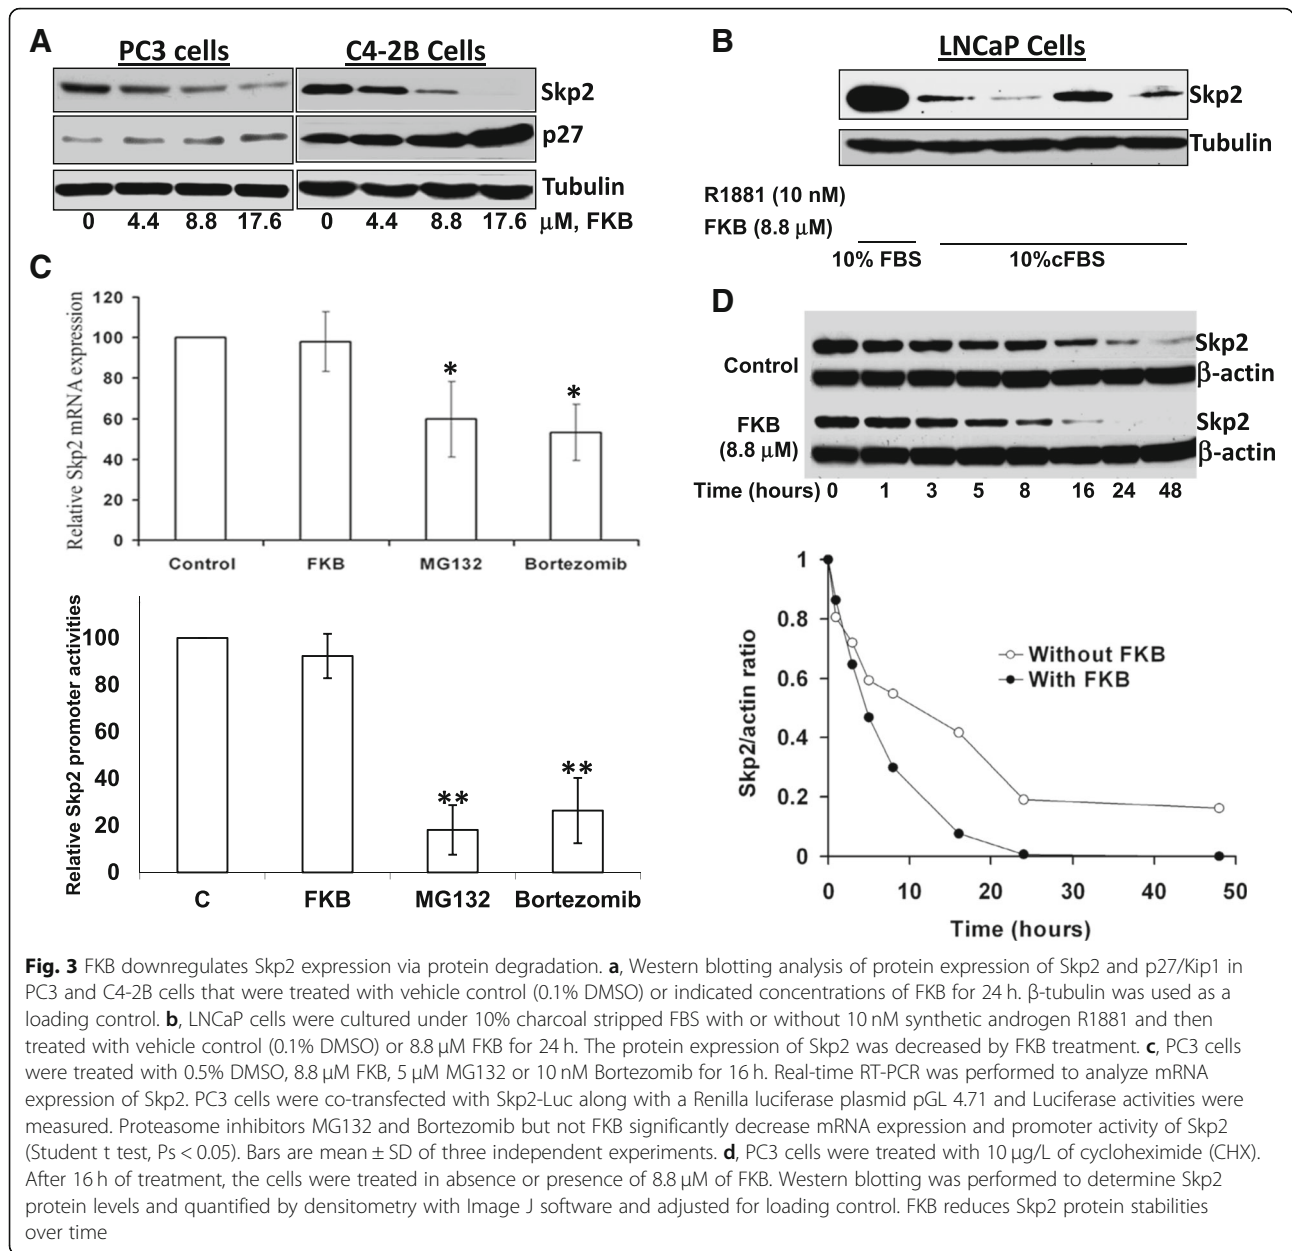 A
PC3 cells
C4-2B Cells
Skp2
p27
Tubulin
0 4.4 8.8 17.6 0 4.4 8.8 17.6 μM, FKB
B
LNCaP Cells
Skp2
Tubulin
R1881 (10 nM)
FKB (8.8 μM)
10% FBS 10%cFBS
C
Relative Skp2 mRNA expression
120
100
80
60
40
20
0
* *
Control FKB MG132 Bortezomib
Relative Skp2 promoter activities
100
80
60
40
20
0
** **
C FKB MG132 Bortezomib
D
Control
Skp2
β-actin
FKB
(8.8 μM)
Skp2
β-actin
Time (hours) 0 1 3 5 8 16 24 48
Skp2/actin ratio
1
0.8
0.6
0.4
0.2
0
Without FKB
With FKB
0 10 20 30 40 50
Time (hours)
Fig. 3 FKB downregulates Skp2 expression via protein degradation. a, Western blotting analysis of protein expression of Skp2 and p27/Kip1 in
PC3 and C4-2B cells that were treated with vehicle control (0.1% DMSO) or indicated concentrations of FKB for 24 h. β-tubulin was used as a
loading control. b, LNCaP cells were cultured under 10% charcoal stripped FBS with or without 10 nM synthetic androgen R1881 and then
treated with vehicle control (0.1% DMSO) or 8.8 μM FKB for 24 h. The protein expression of Skp2 was decreased by FKB treatment. c, PC3 cells
were treated with 0.5% DMSO, 8.8 μM FKB, 5 μM MG132 or 10 nM Bortezomib for 16 h. Real-time RT-PCR was performed to analyze mRNA
expression of Skp2. PC3 cells were co-transfected with Skp2-Luc along with a Renilla luciferase plasmid pGL 4.71 and Luciferase activities were
measured. Proteasome inhibitors MG132 and Bortezomib but not FKB significantly decrease mRNA expression and promoter activity of Skp2
(Student t test, Ps < 0.05). Bars are mean ± SD of three independent experiments. d, PC3 cells were treated with 10 μg/L of cycloheximide (CHX).
After 16 h of treatment, the cells were treated in absence or presence of 8.8 μM of FKB. Western blotting was performed to determine Skp2
protein levels and quantified by densitometry with Image J software and adjusted for loading control. FKB reduces Skp2 protein stabilities
over time